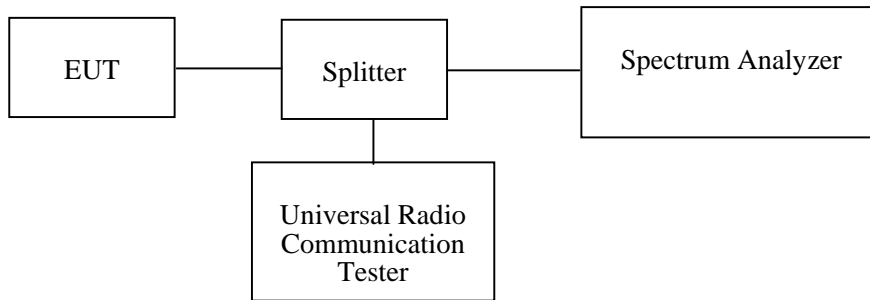 EUT
Splitter
Spectrum Analyzer
Universal Radio
Communication
Tester